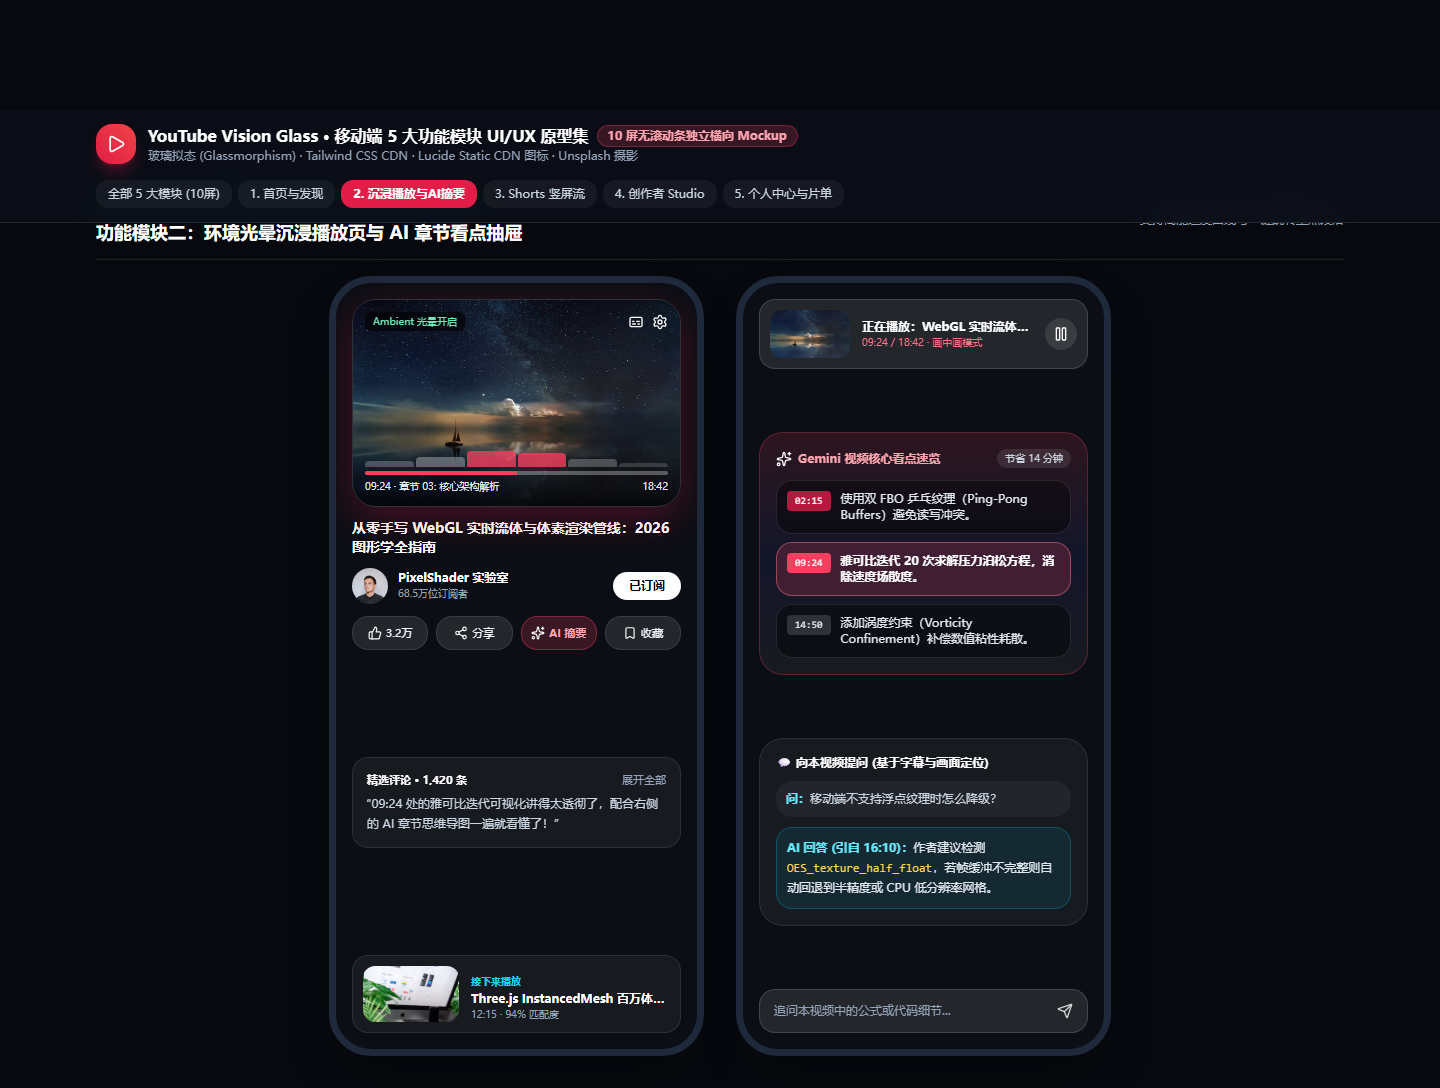 YouTube Vision Glass • 移动端 5 大功能模块 UI/UX 原型集
10 屏无滚动条独立横向 Mockup
玻璃拟态 (Glassmorphism) · Tailwind CSS CDN · Lucide Static CDN 图标 · Unsplash 摄影
全部 5 大模块 (10屏)
1. 首页与发现
2. 沉浸播放与AI摘要
3. Shorts 竖屏流
4. 创作者 Studio
5. 个人中心与片单
功能模块二：环境光晕沉浸播放页与 AI 章节看点抽屉
Ambient 光晕开启
09:24 · 章节 03: 核心架构解析
18:42
从零手写 WebGL 实时流体与体素渲染管线：2026
图形学全指南
PixelShader 实验室
68.5万位订阅者
已订阅
3.2万
分享
AI 摘要
收藏
精选评论 • 1,420 条
展开全部
“09:24 处的雅可比迭代可视化讲得太透彻了，配合右侧
的 AI 章节思维导图一遍就看懂了！”
接下来播放
Three.js InstancedMesh 百万体...
12:15 · 94% 匹配度
正在播放：WebGL 实时流体...
09:24 / 18:42 · 画中画模式
Gemini 视频核心看点速览
节省 14 分钟
02:15
使用双 FBO 乒乓纹理（Ping-Pong
Buffers）避免读写冲突。
09:24
雅可比迭代 20 次求解压力泊松方程，消
除速度场散度。
14:50
添加涡度约束（Vorticity
Confinement）补偿数值粘性耗散。
向本视频提问 (基于字幕与画面定位)
问：移动端不支持浮点纹理时怎么降级？
AI 回答 (引自 16:10)：作者建议检测
OES_texture_half_float，若帧缓冲不完整则自
动回退到半精度或 CPU 低分辨率网格。
追问本视频中的公式或代码细节...